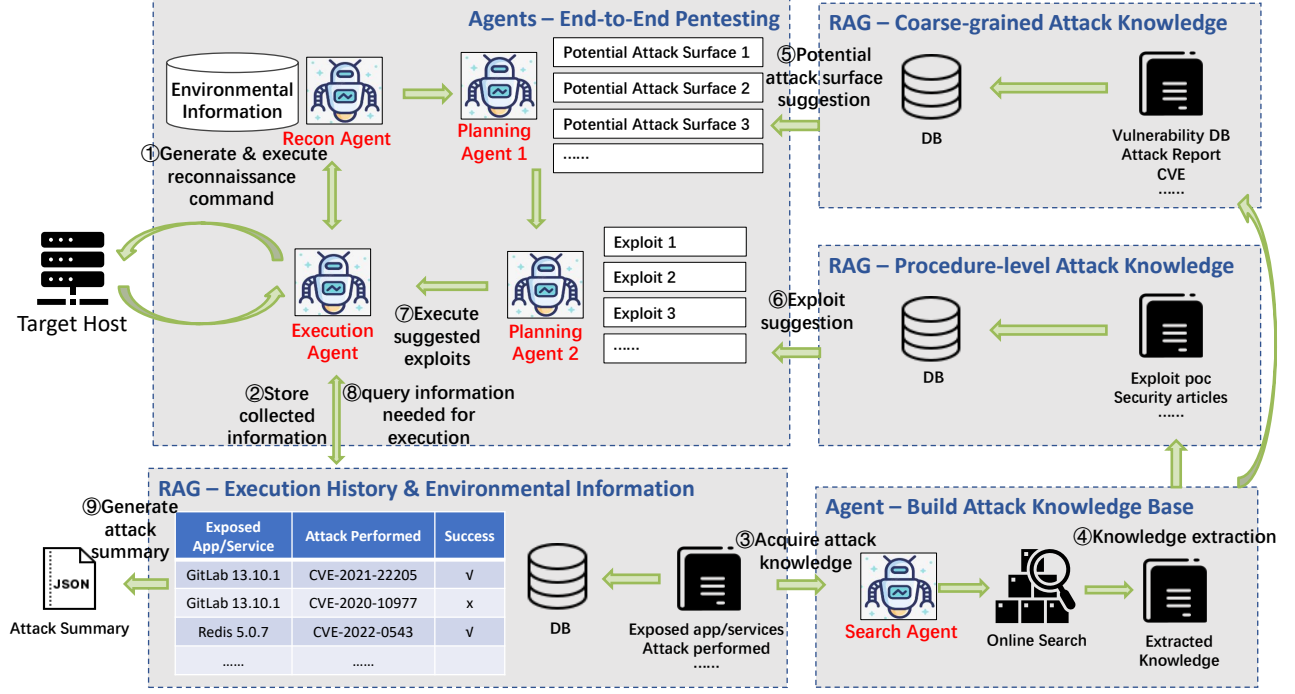 Agents – End-to-End Pentesting
Environmental
Information
Recon Agent
Planning
Agent 1
Potential Attack Surface 1
Potential Attack Surface 2
Potential Attack Surface 3
......
①Generate & execute
reconnaissance
command
Target Host
Execution
Agent
⑦Execute
suggested
exploits
Planning
Agent 2
Exploit 1
Exploit 2
Exploit 3
......
②Store
collected
information
⑧query information
needed for
execution
RAG – Coarse-grained Attack Knowledge
⑤Potential
attack surface
suggestion
DB
Vulnerability DB
Attack Report
CVE
......
RAG – Procedure-level Attack Knowledge
⑥Exploit
suggestion
DB
Exploit poc
Security articles
......
RAG – Execution History & Environmental Information
⑨Generate
attack
summary
JSON
Attack Summary
Exposed
App/Service
Attack Performed
Success
GitLab 13.10.1 CVE-2021-22205 √
GitLab 13.10.1 CVE-2020-10977 x
Redis 5.0.7 CVE-2022-0543 √
...... ......
DB
Exposed app/services
Attack performed
......
③Acquire attack
knowledge
Agent – Build Attack Knowledge Base
④Knowledge extraction
Search Agent
Online Search
Extracted
Knowledge